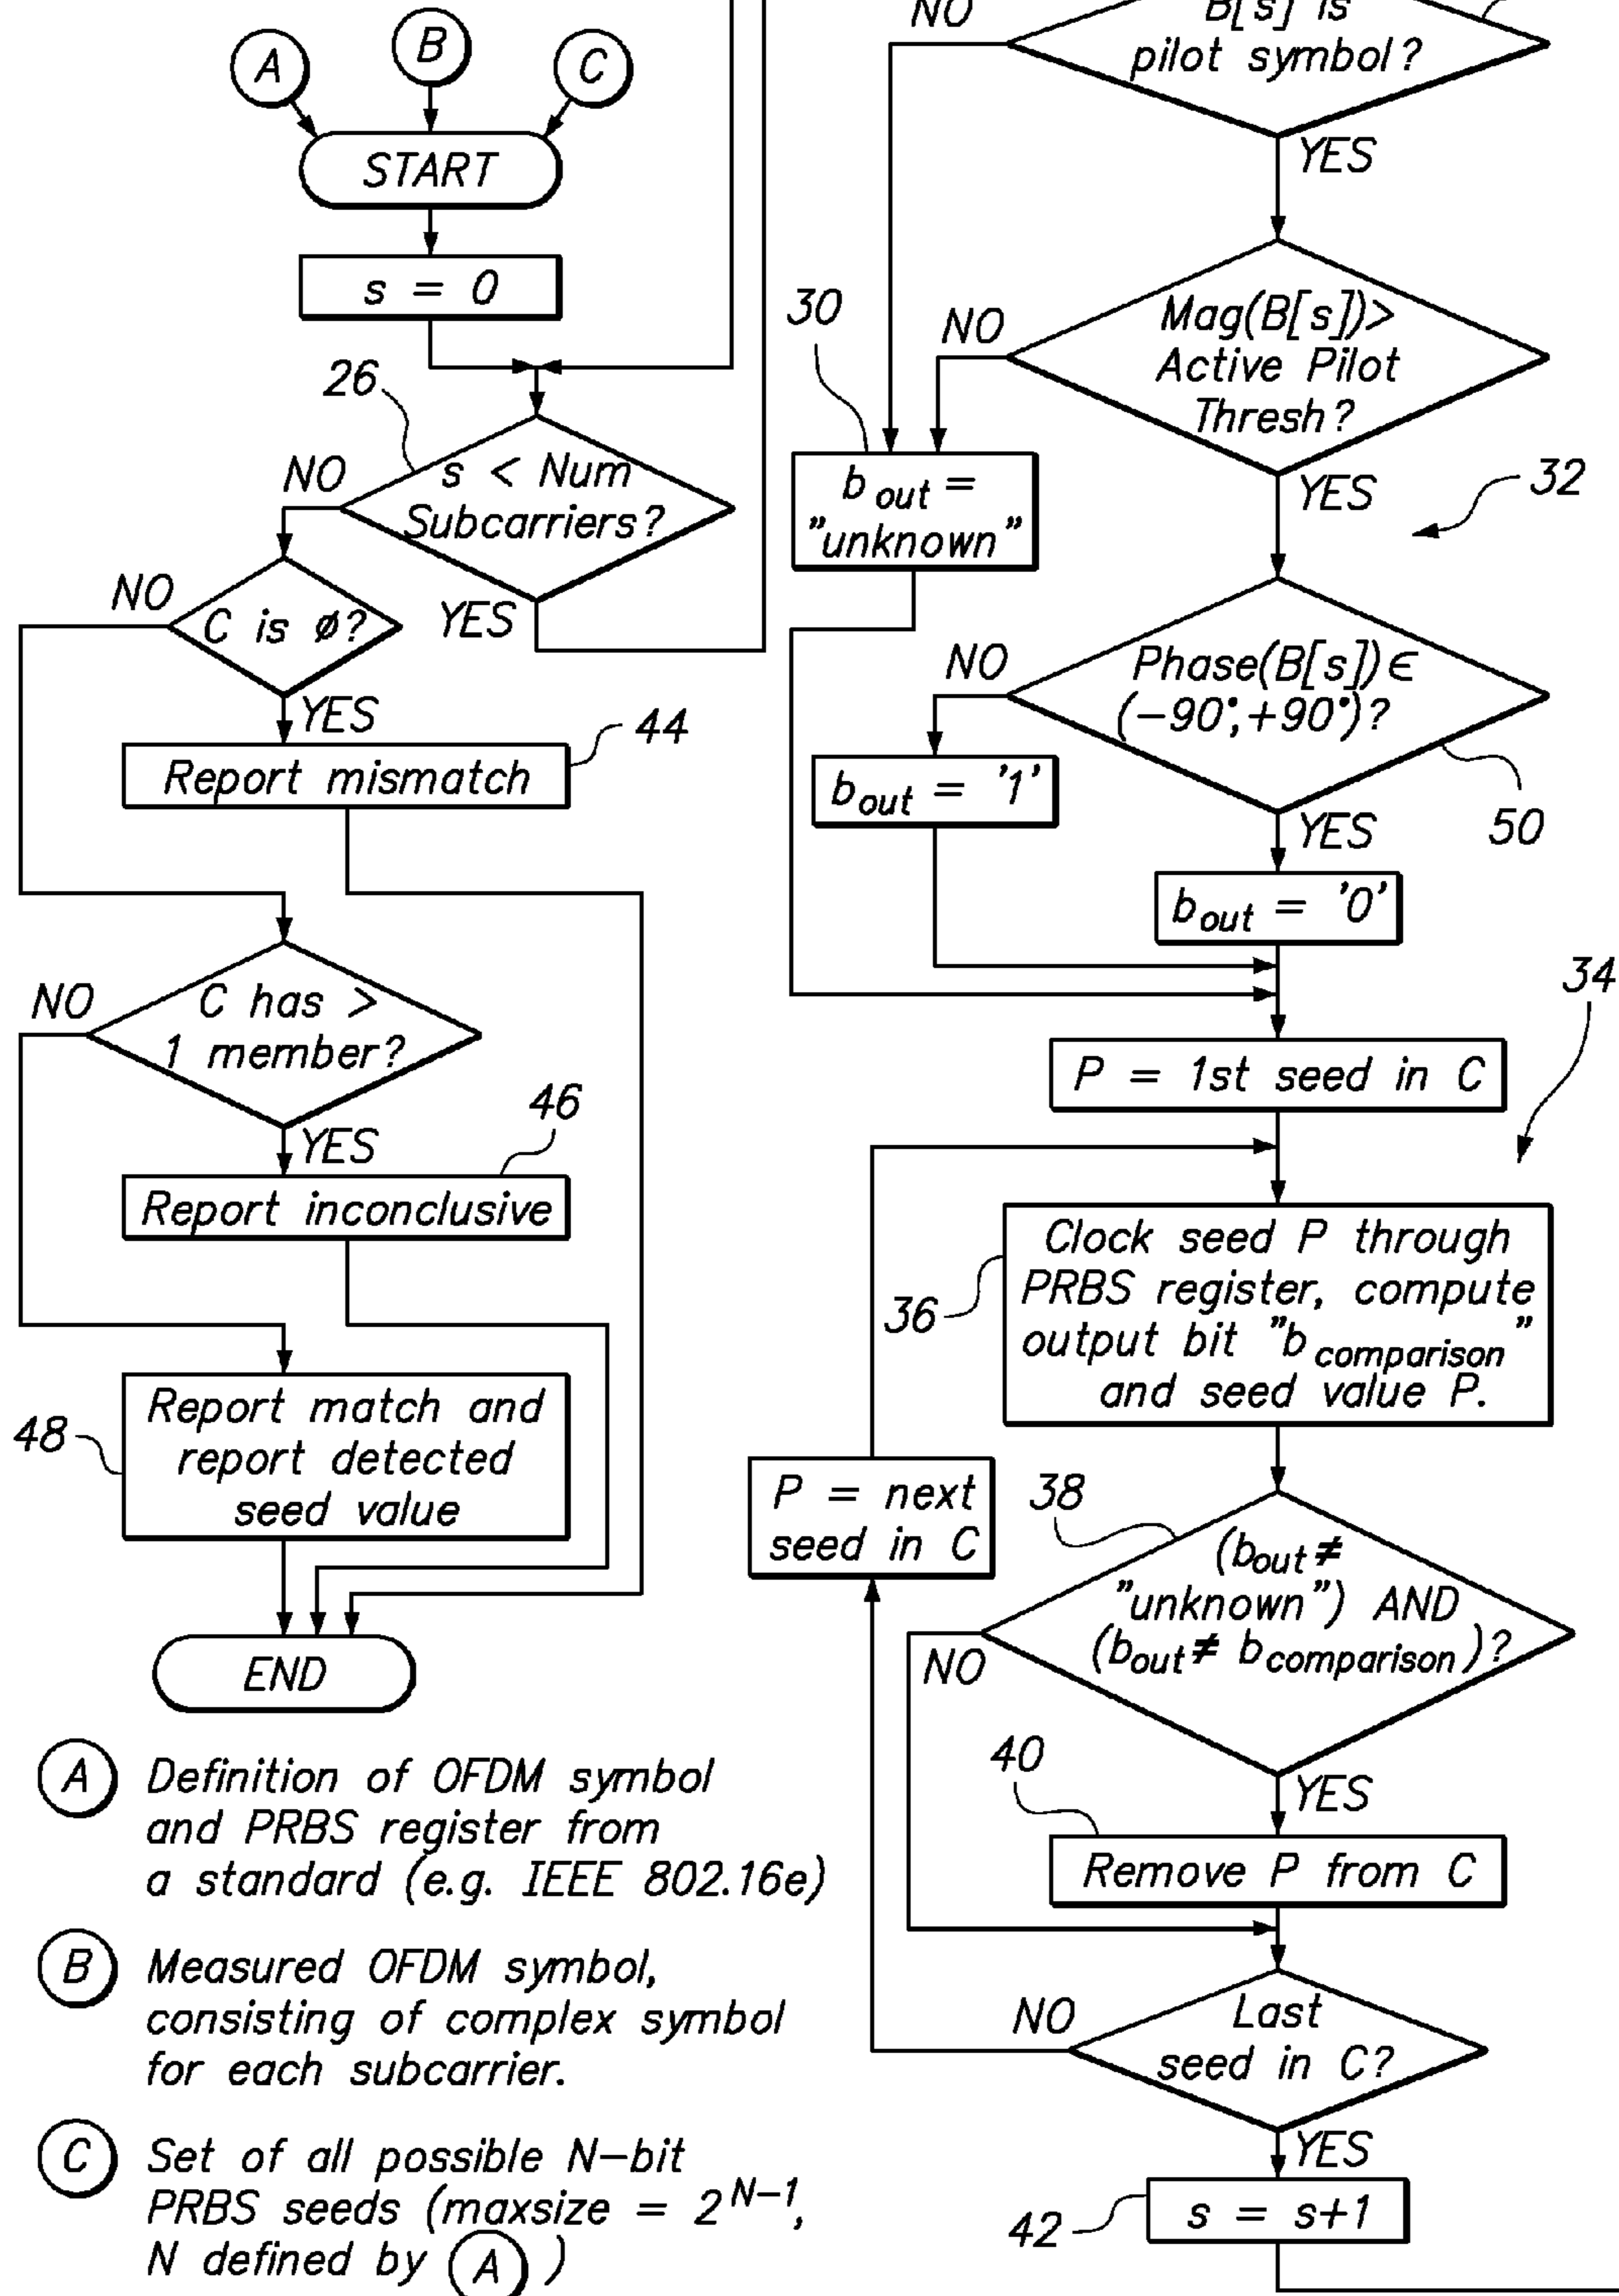 A
B
C
START
s = 0
26
s < Num
Subcarriers?
NO
YES
C is ø?
NO
YES
44
Report mismatch
C has >
1 member?
NO
YES
46
Report inconclusive
48
Report match and
report detected
seed value
END
A Definition of OFDM symbol
and PRBS register from
a standard (e.g. IEEE 802.16e)
B Measured OFDM symbol,
consisting of complex symbol
for each subcarrier.
C Set of all possible N-bit
PRBS seeds (maxsize = 2^N-1,
N defined by A )
NO
B[s] is
pilot symbol?
YES
30
NO
Mag(B[s])>
Active Pilot
Thresh?
YES
32
b out =
"unknown"
NO
Phase(B[s])∈
(-90°,+90°)?
50
YES
b out = '1'
b out = '0'
34
P = 1st seed in C
36
Clock seed P through
PRBS register, compute
output bit "b comparison"
and seed value P.
P = next
seed in C
38
(b out ≠
"unknown") AND
(b out ≠ b comparison)?
NO
YES
40
Remove P from C
NO
Last
seed in C?
YES
42
s = s+1